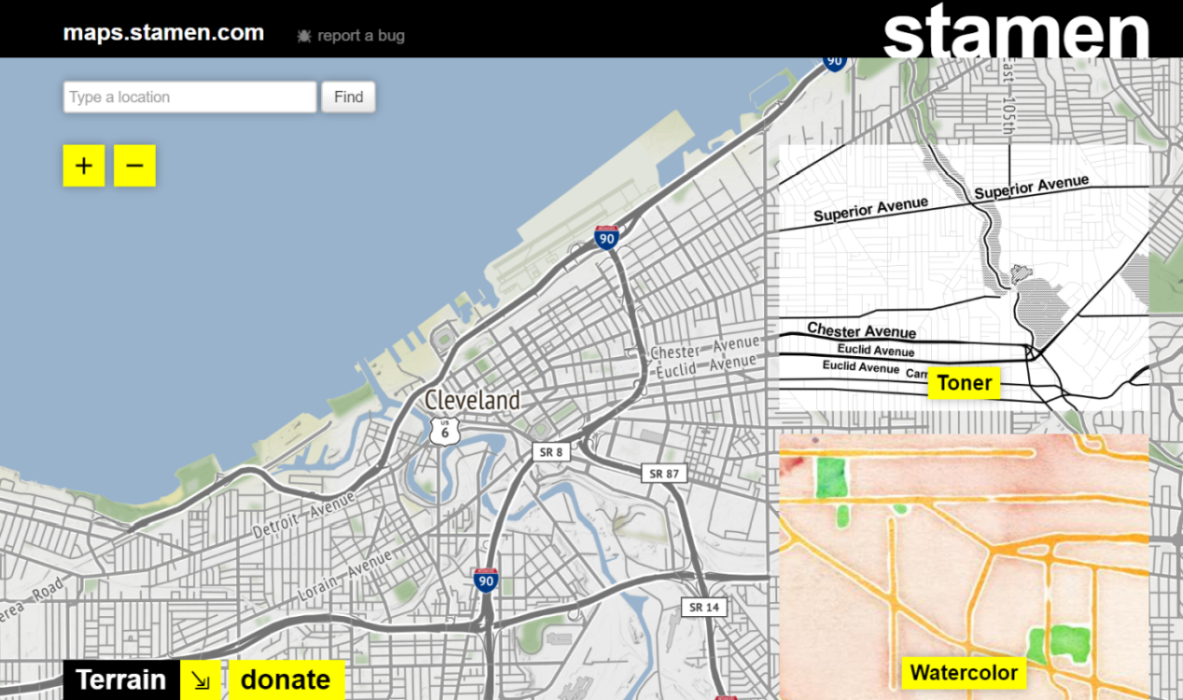 maps.stamen.com
report a bug
stamen
Type a location
Find
+
−
90
East 105th
Superior Avenue
Superior Avenue
90
Chester Avenue
Euclid Avenue
Chester Avenue
Euclid Avenue
Euclid Avenue
Toner
Cleveland
US
6
SR 8
SR 87
Detroit Avenue
Lorain Avenue
90
SR 14
Road
Watercolor
Terrain
donate